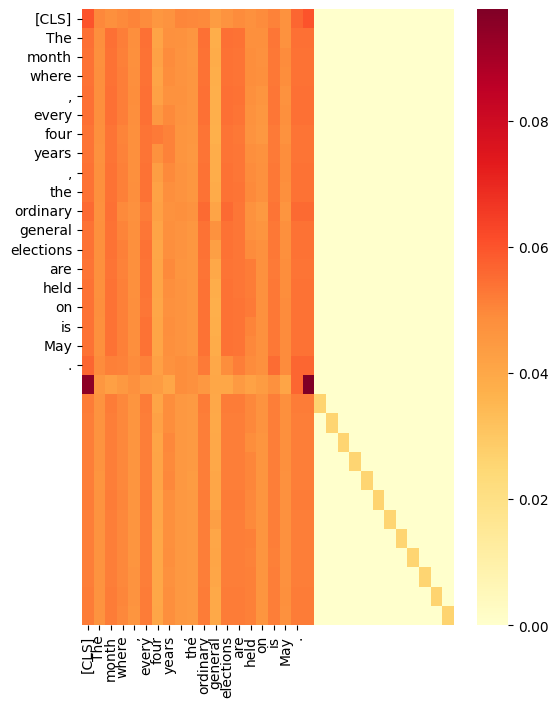 [CLS]
The
month
where
,
every
four
years
,
the
ordinary
general
elections
are
held
on
is
May
.
0.08
0.06
0.04
0.02
0.00
[CLS]
The
month
where
,
every
four
years
,
the
ordinary
general
elections
are
held
on
is
May
.